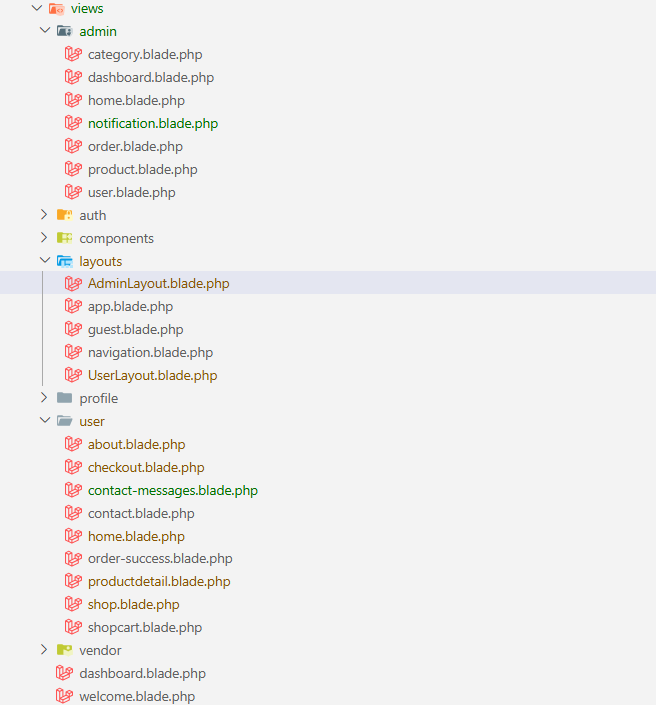 views
admin
category.blade.php
dashboard.blade.php
home.blade.php
notification.blade.php
order.blade.php
product.blade.php
user.blade.php
auth
components
layouts
AdminLayout.blade.php
app.blade.php
guest.blade.php
navigation.blade.php
UserLayout.blade.php
profile
user
about.blade.php
checkout.blade.php
contact-messages.blade.php
contact.blade.php
home.blade.php
order-success.blade.php
productdetail.blade.php
shop.blade.php
shopcart.blade.php
vendor
dashboard.blade.php
welcome.blade.php